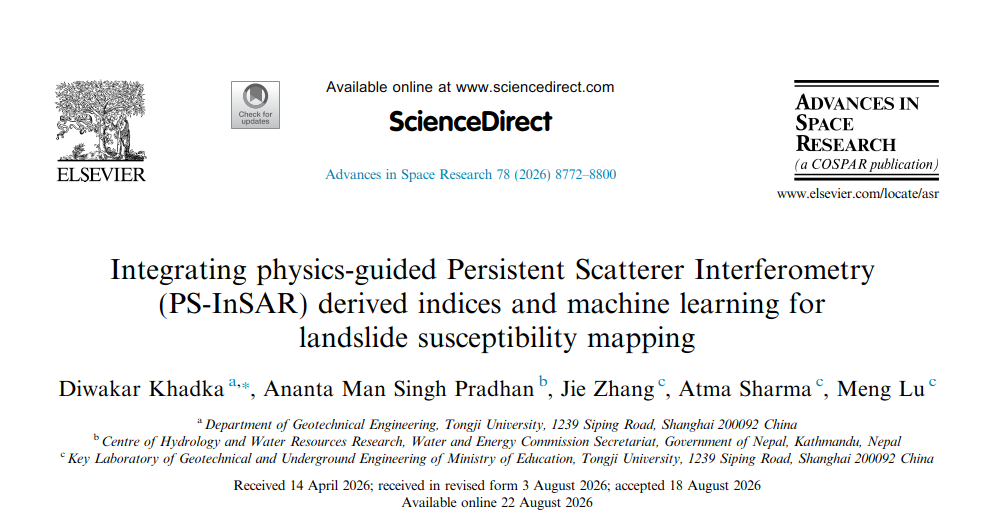 Available online at www.sciencedirect.com
ELSEVIER
Check for
updates
ScienceDirect
Advances in Space Research 78 (2026) 8772–8800
ADVANCES IN
SPACE
RESEARCH
(a COSPAR publication)
www.elsevier.com/locate/asr
Integrating physics-guided Persistent Scatterer Interferometry
(PS-InSAR) derived indices and machine learning for
landslide susceptibility mapping
Diwakar Khadka a,*, Ananta Man Singh Pradhan b, Jie Zhang c, Atma Sharma c, Meng Lu c
a Department of Geotechnical Engineering, Tongji University, 1239 Siping Road, Shanghai 200092 China
b Centre of Hydrology and Water Resources Research, Water and Energy Commission Secretariat, Government of Nepal, Kathmandu, Nepal
c Key Laboratory of Geotechnical and Underground Engineering of Ministry of Education, Tongji University, 1239 Siping Road, Shanghai 200092 China
Received 14 April 2026; received in revised form 3 August 2026; accepted 18 August 2026
Available online 22 August 2026